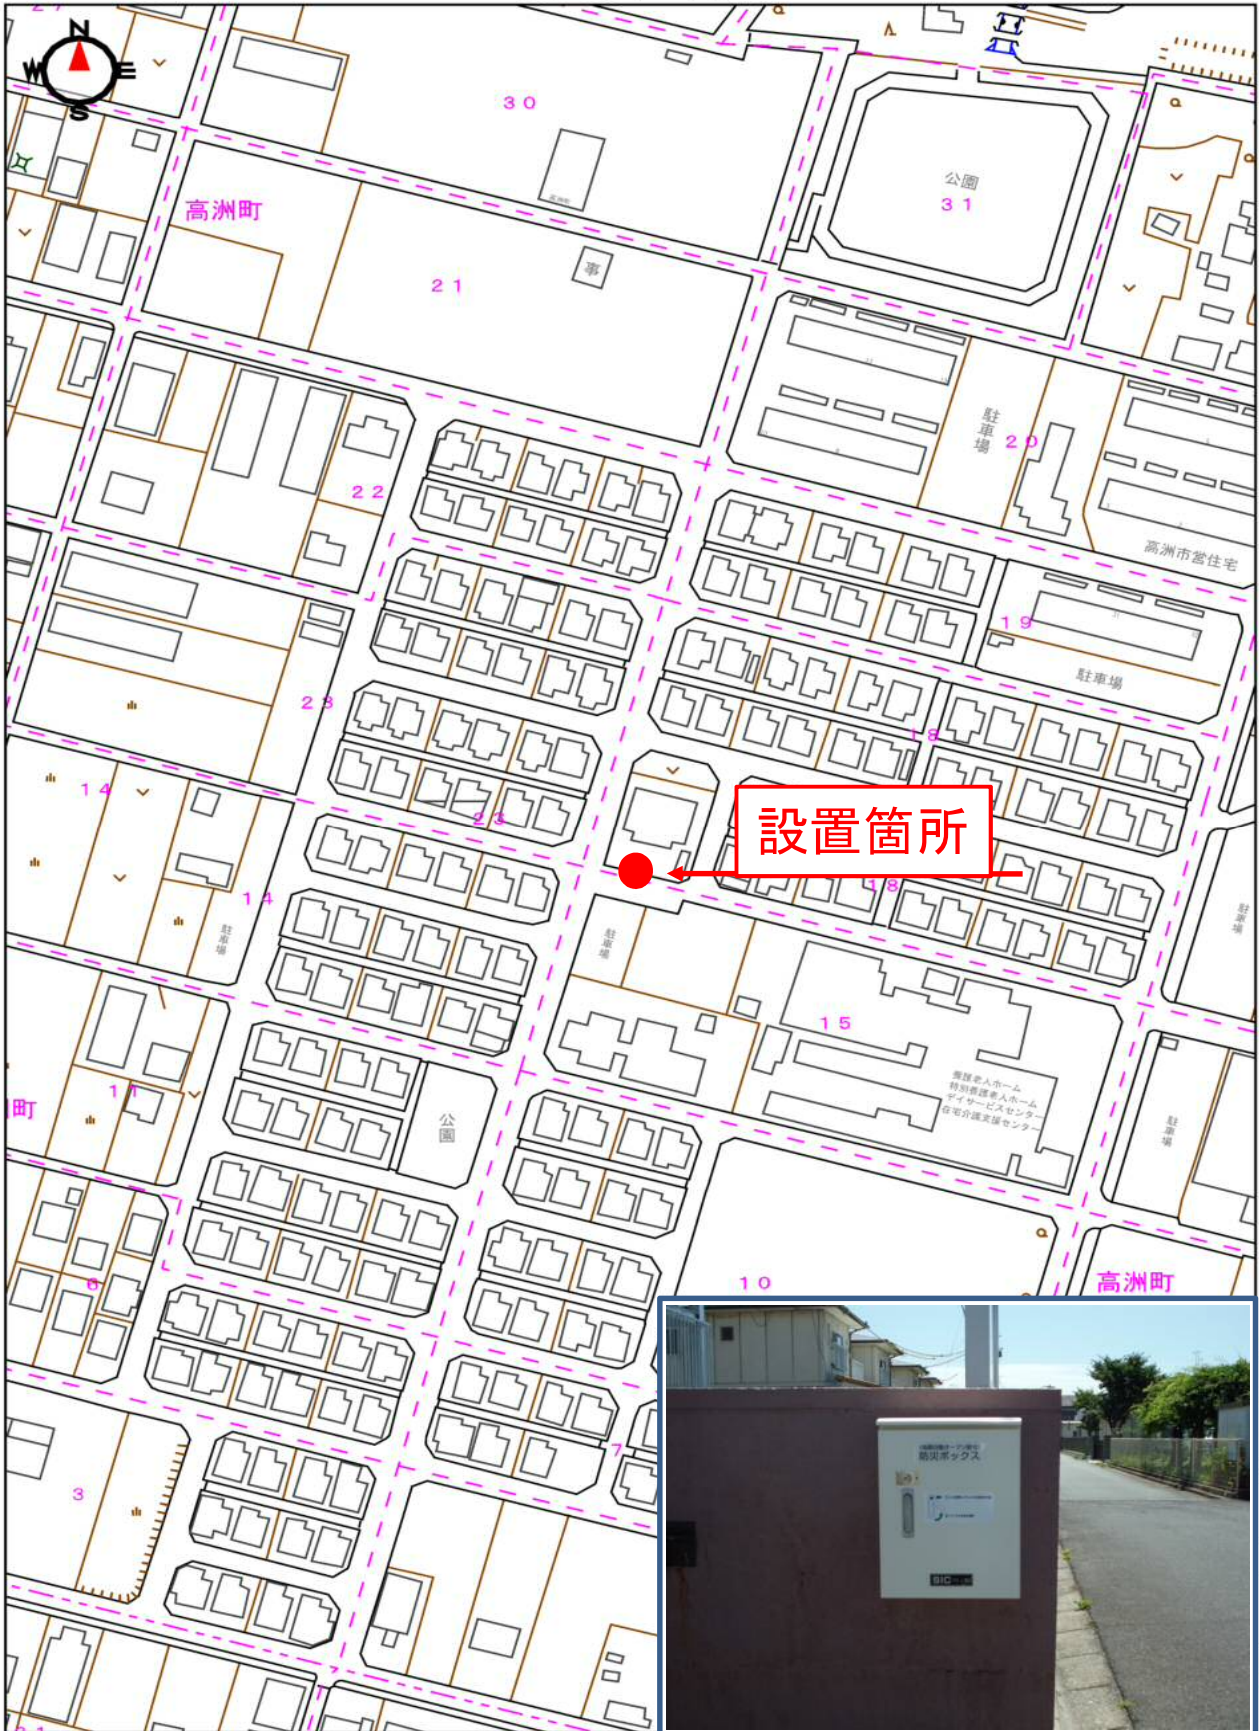 N
W E
S
30
公園
31
高洲町
21
車
駐車場
20
22
高洲市営住宅
19
駐車場
23
18
14
23
設置箇所
18
14
駐車場
駐車場
駐車場
15
養護老人ホーム
特別養護老人ホーム
デイサービスセンター
在宅介護支援センター
11
町
公園
駐車場
6
10
高洲町
7
3
防災ボックス
SIC